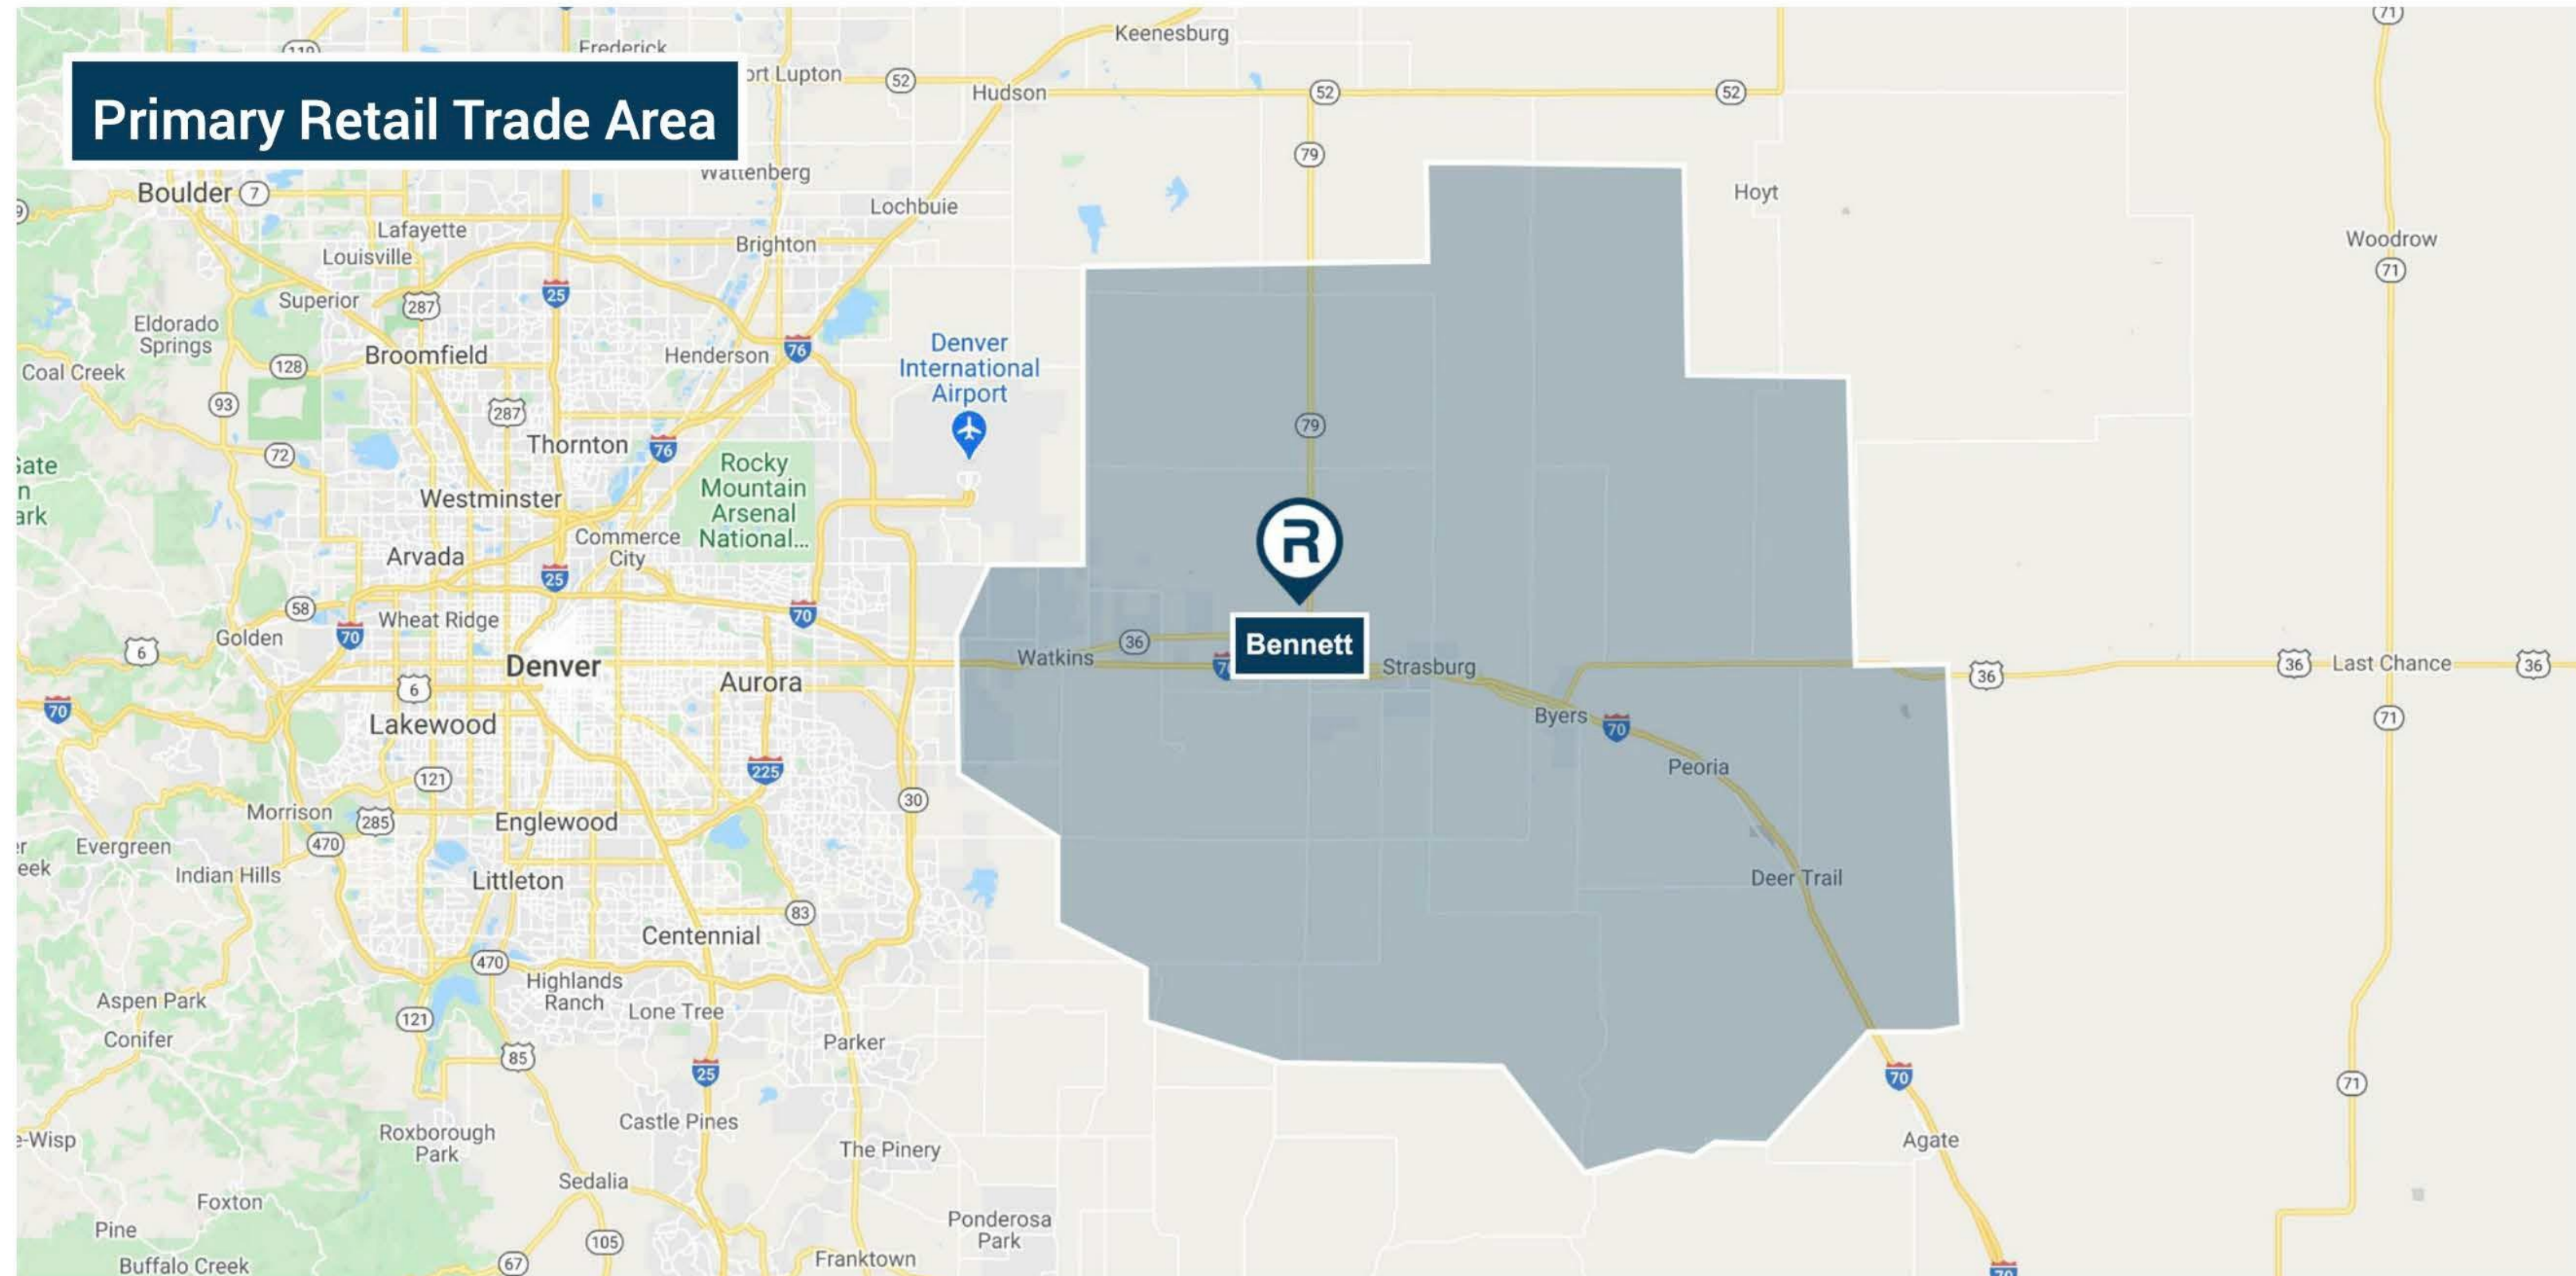 Primary Retail Trade Area
Frederick
Keenesburg
Hudson
52
52
52
71
79
Hoyt
Boulder
7
Wattenberg
Lochbuie
Lafayette
Louisville
Brighton
Woodrow
71
Superior
287
25
Eldorado
Springs
Broomfield
Henderson
76
Denver
International
Airport
Coal Creek
128
93
287
79
72
Thornton
76
Rocky
Mountain
Arsenal
National...
Westminster
Arvada
Commerce
City
25
R
58
Wheat Ridge
70
Golden
70
6
Watkins
36
Bennett
Strasburg
36
36
Last Chance
36
Denver
Aurora
6
70
Lakewood
Byers
70
71
121
225
Peoria
30
Morrison
285
Englewood
470
Evergreen
Indian Hills
Littleton
Deer Trail
83
Centennial
470
Highlands
Ranch
Lone Tree
Aspen Park
121
Conifer
Parker
85
25
70
71
Castle Pines
Roxborough
Park
The Pinery
Agate
Sedalia
Foxton
Ponderosa
Park
Pine
105
Franktown
Buffalo Creek
67
70